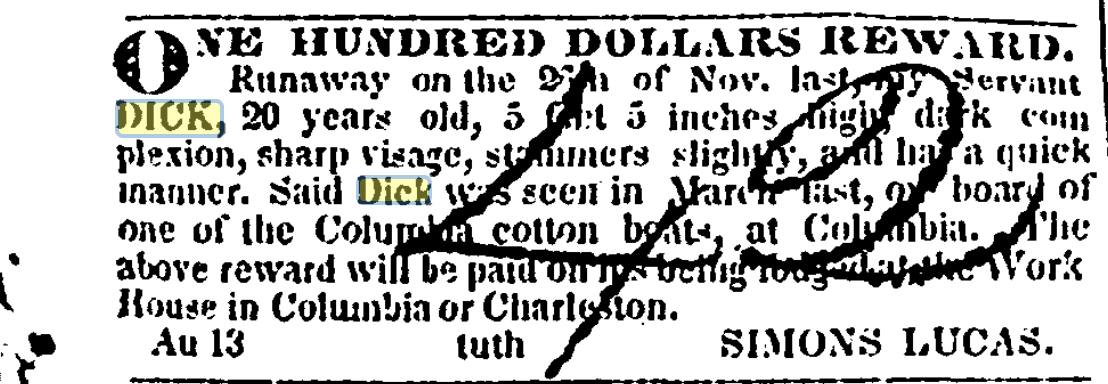 ONE HUNDRED DOLLARS REWARD.
Runaway on the of Nov. last, my Servant
DICK, 20 years old, 5 feet 5 inches high, dark com
plexion, sharp visage, stammers slightly, and has a quick
manner. Said Dick was seen in March last, on board of
one of the Columbia cotton boats, at Columbia. The
above reward will be paid on his being lodged at the Work
House in Columbia or Charleston.
Au 13 tuth SIMONS LUCAS.